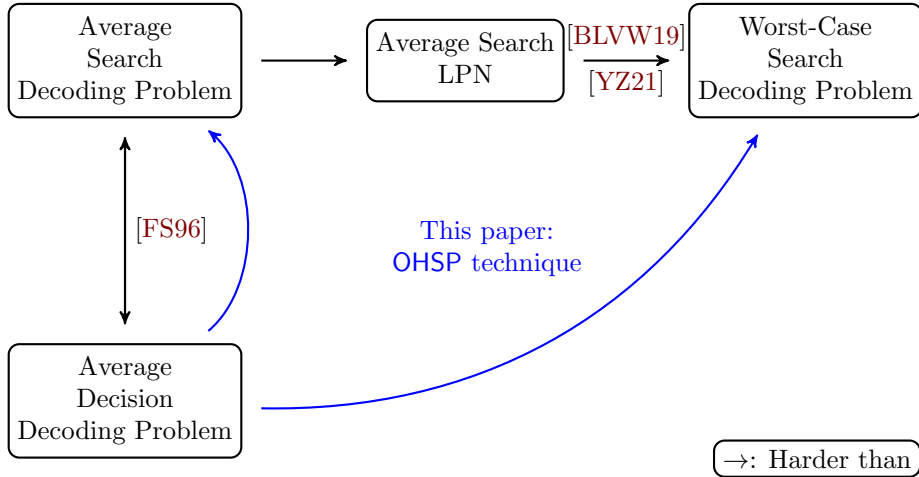 Average
Search
Decoding Problem
Average Search
LPN
[BLVW19]
[YZ21]
Worst-Case
Search
Decoding Problem
[FS96]
This paper:
OHSP technique
Average
Decision
Decoding Problem
→: Harder than